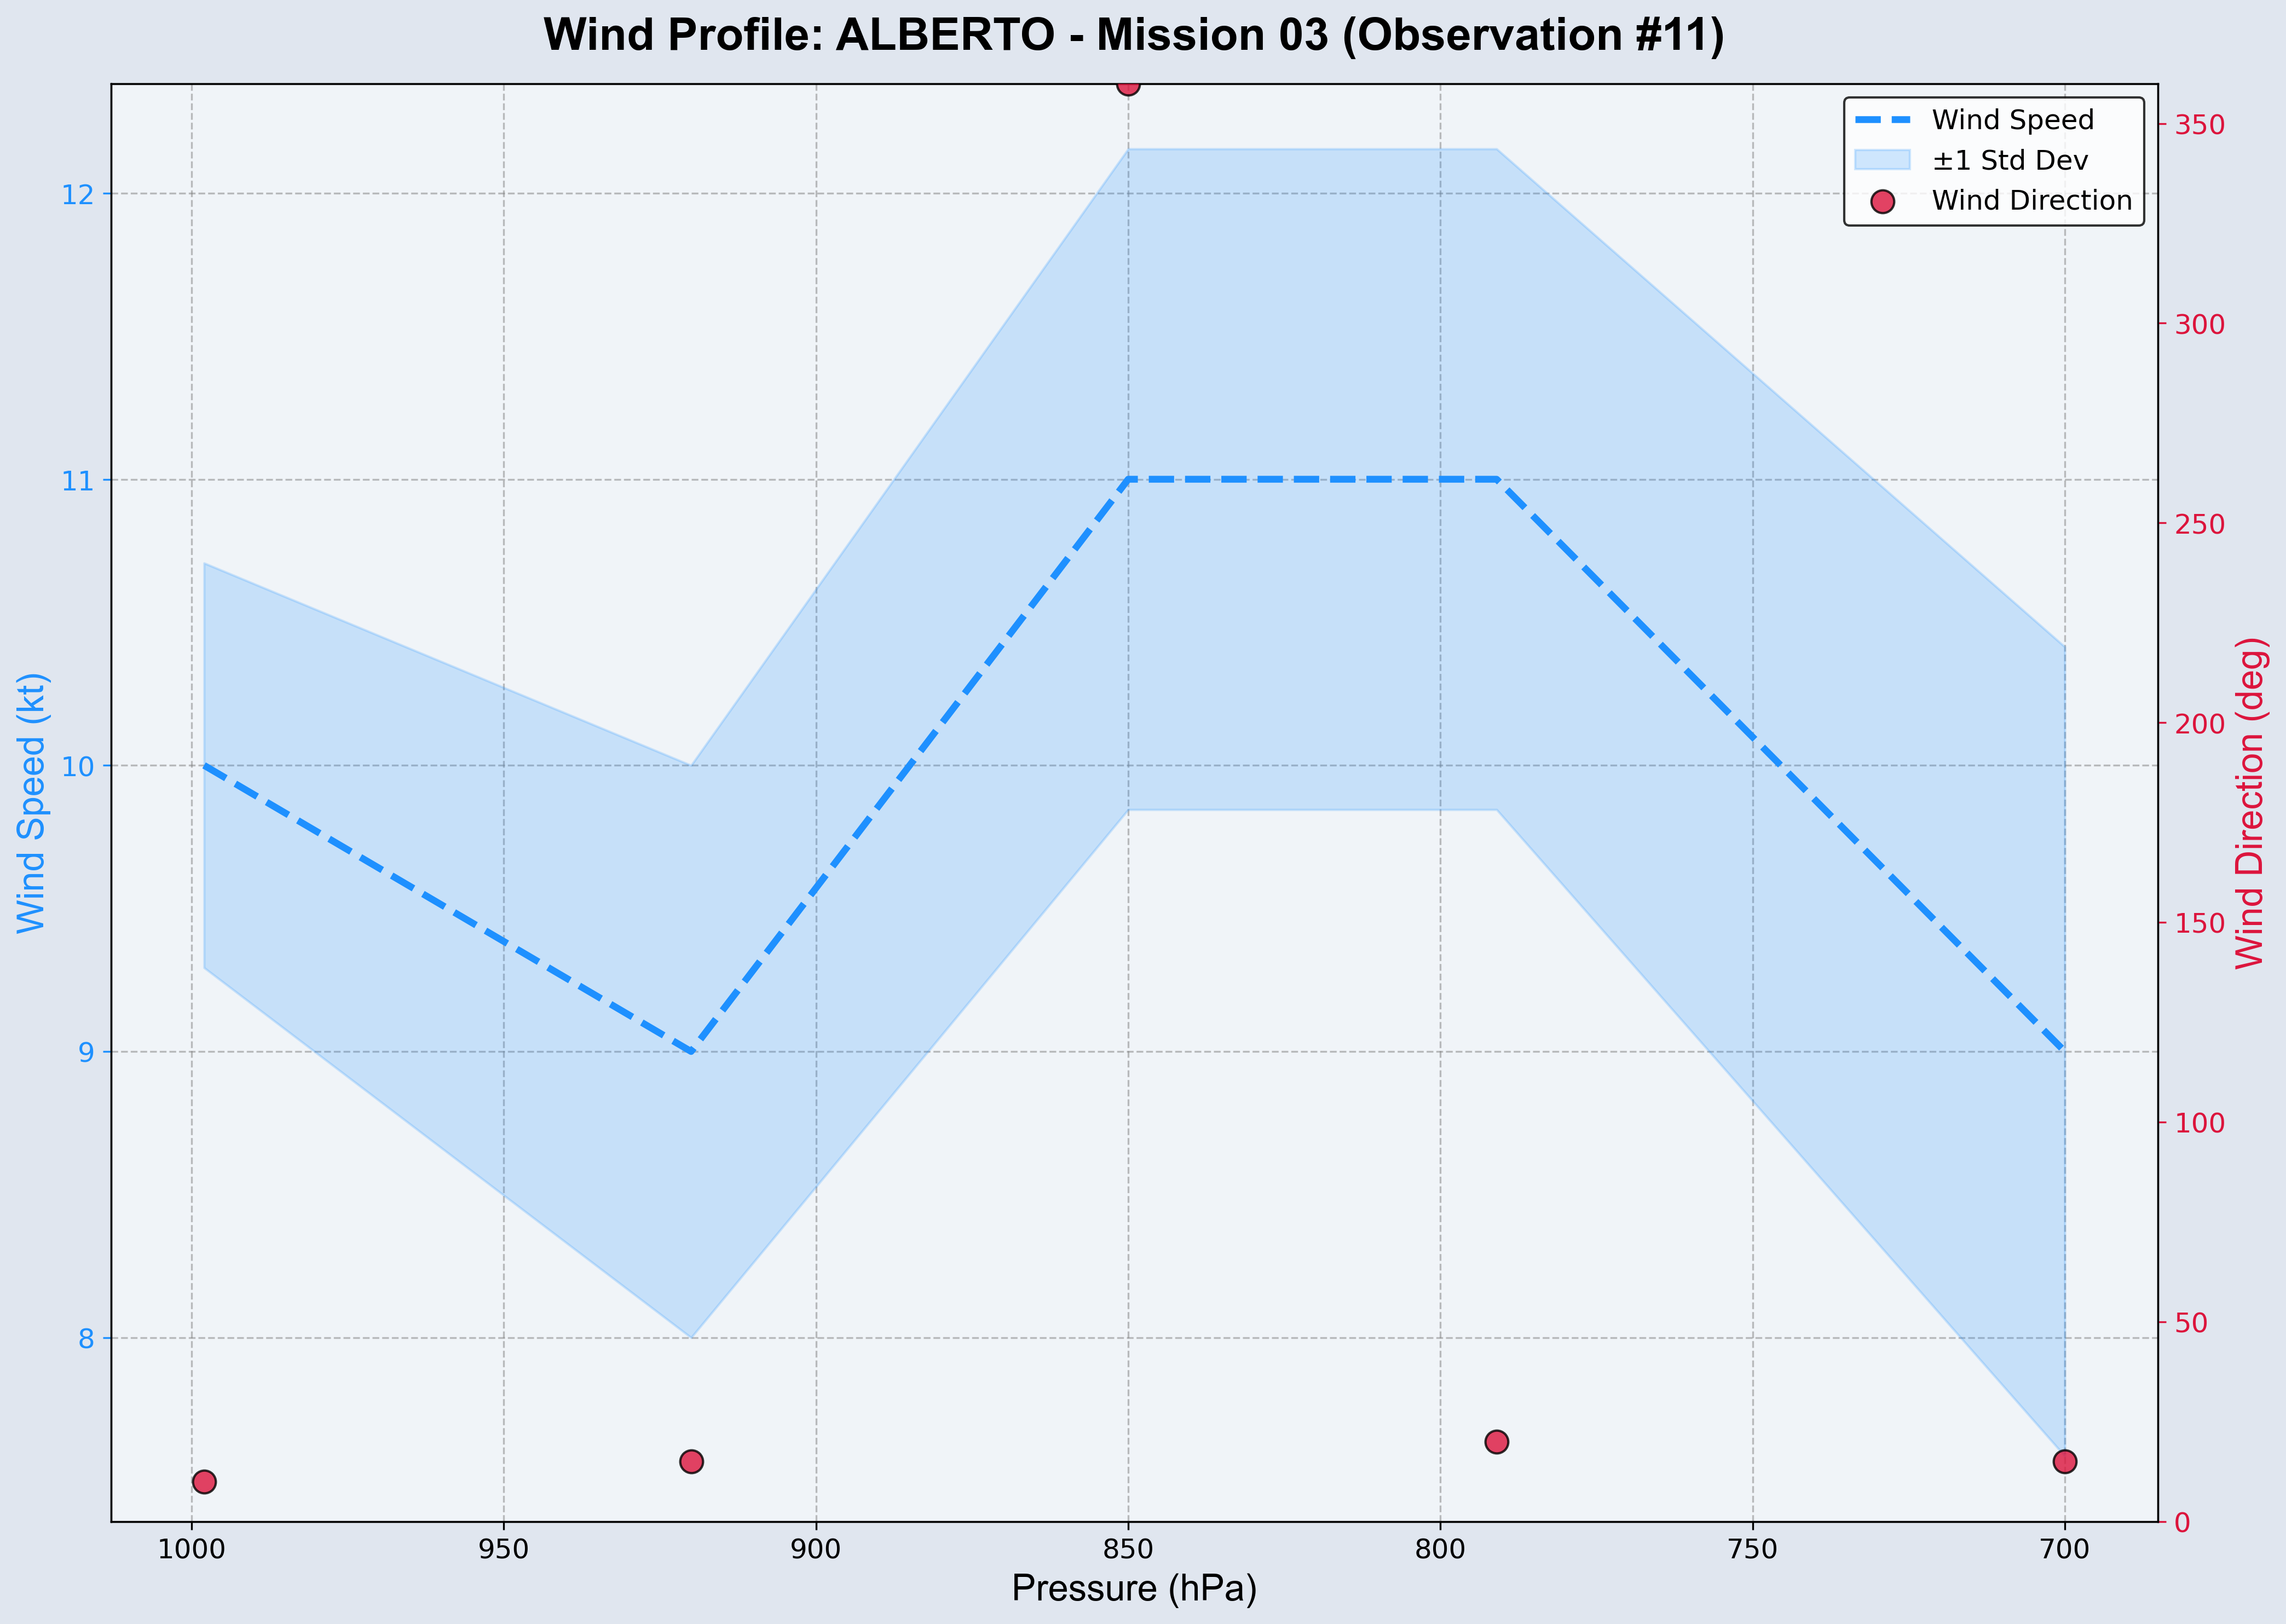 Wind Profile: ALBERTO - Mission 03 (Observation #11)
Wind Speed
±1 Std Dev
Wind Direction
12
11
10
9
8
Wind Speed (kt)
350
300
250
200
150
100
50
0
Wind Direction (deg)
1000 950 900 850 800 750 700
Pressure (hPa)